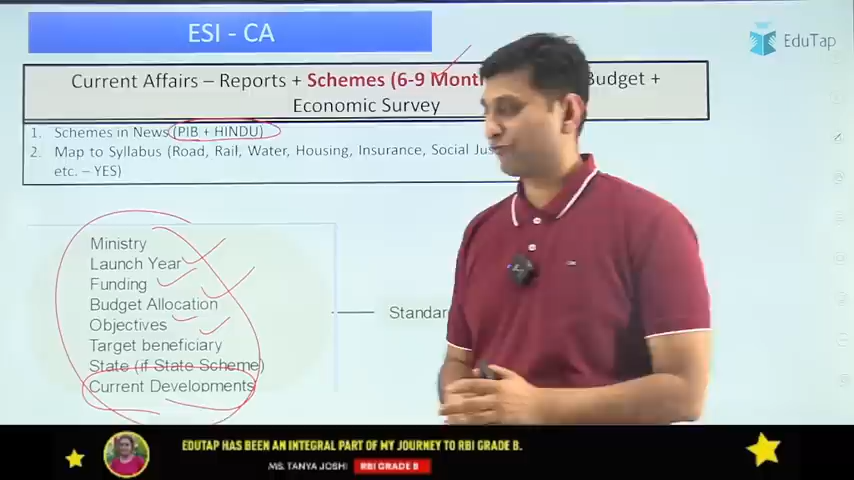 ESI - CA
EduTap
Current Affairs – Reports + Schemes (6-9 Budget +
Economic Survey
1. Schemes in News (PIB + HINDU)
2. Map to Syllabus (Road, Rail, Water, Housing, Insurance, Social
etc. – YES)
Ministry
Launch Year
Funding
Budget Allocation
Objectives
Target beneficiary
State (if State Scheme)
Current Developments
EDUTAP HAS BEEN AN INTEGRAL PART OF MY JOURNEY TO RBI GRADE B.
MS. TANYA JOSHI RBI GRADE B